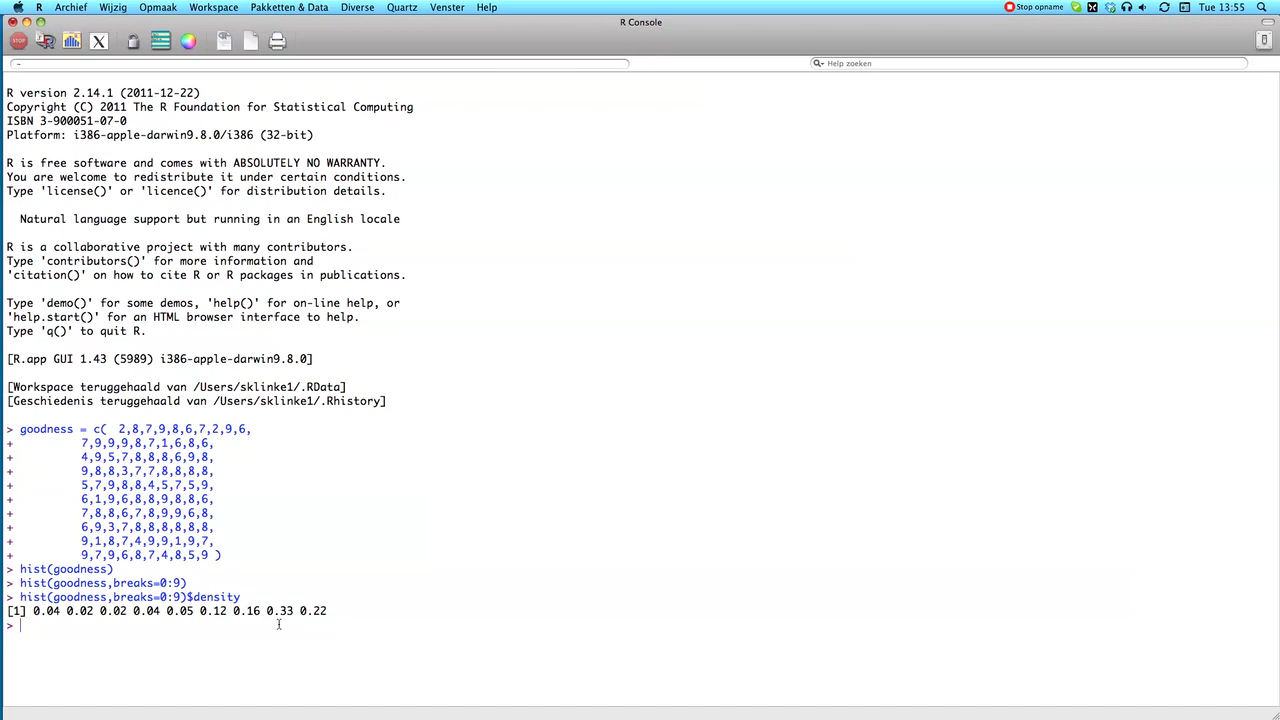 R Archief Wijzig Opmaak Workspace Pakketten & Data Diverse Quartz Venster Help Stop opname Tue 13:55
R Console
STOP R X
~ Help zoeken
R version 2.14.1 (2011-12-22)
Copyright (C) 2011 The R Foundation for Statistical Computing
ISBN 3-900051-07-0
Platform: i386-apple-darwin9.8.0/i386 (32-bit)
R is free software and comes with ABSOLUTELY NO WARRANTY.
You are welcome to redistribute it under certain conditions.
Type 'license()' or 'licence()' for distribution details.
Natural language support but running in an English locale
R is a collaborative project with many contributors.
Type 'contributors()' for more information and
'citation()' on how to cite R or R packages in publications.
Type 'demo()' for some demos, 'help()' for on-line help, or
'help.start()' for an HTML browser interface to help.
Type 'q()' to quit R.
[R.app GUI 1.43 (5989) i386-apple-darwin9.8.0]
[Workspace teruggehaald van /Users/sklinke1/.RData]
[Geschiedenis teruggehaald van /Users/sklinke1/.Rhistory]
> goodness = c( 2,8,7,9,8,6,7,2,9,6,
+ 7,9,9,9,8,7,1,6,8,6,
+ 4,9,5,7,8,8,8,6,9,8,
+ 9,8,8,3,7,7,8,8,8,8,
+ 5,7,9,8,8,4,5,7,5,9,
+ 6,1,9,6,8,8,9,8,8,6,
+ 7,8,8,6,7,8,9,9,6,8,
+ 6,9,3,7,8,8,8,8,8,8,
+ 9,1,8,7,4,9,9,1,9,7,
+ 9,7,9,6,8,7,4,8,5,9 )
> hist(goodness)
> hist(goodness,breaks=0:9)
> hist(goodness,breaks=0:9)$density
[1] 0.04 0.02 0.02 0.04 0.05 0.12 0.16 0.33 0.22
>